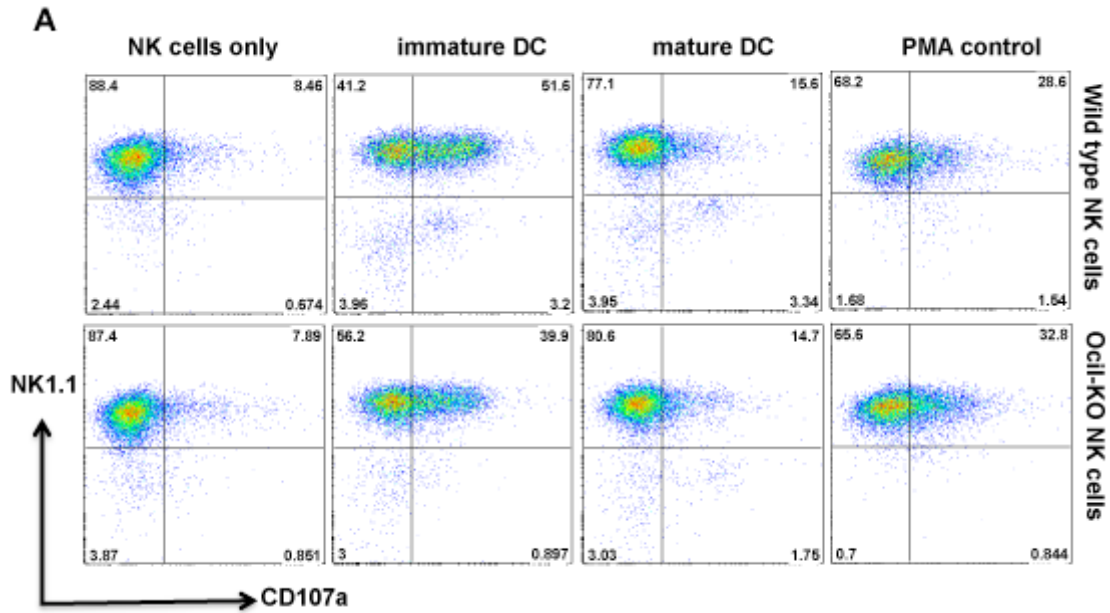 A
NK cells only immature DC mature DC PMA control
88.4 8.46 41.2 51.6 77.1 15.6 68.2 28.6
2.44 0.674 3.96 3.2 3.95 3.34 1.68 1.54
Wild type NK cells
87.4 7.89 56.2 39.9 80.6 14.7 65.6 32.8
NK1.1
3.87 0.851 3 0.897 3.03 1.75 0.7 0.844
Ocil-KO NK cells
CD107a